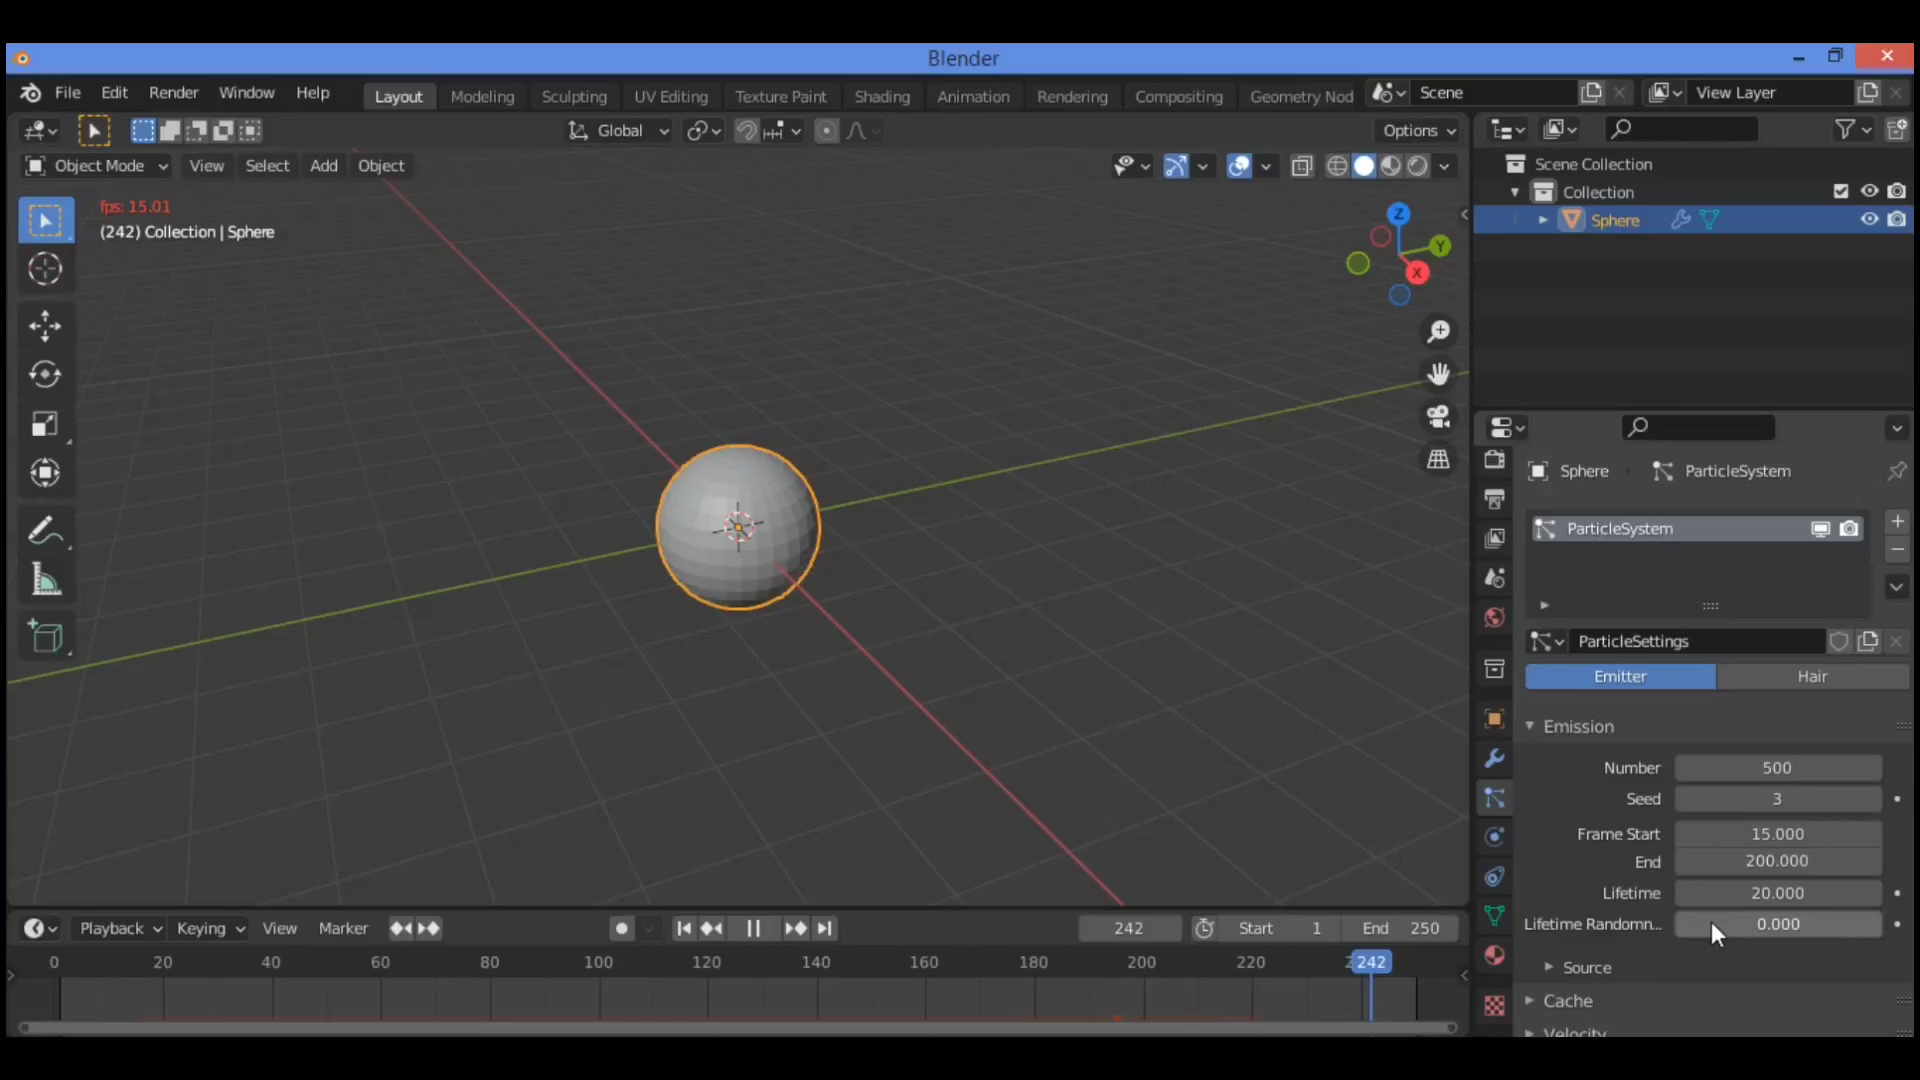 Blender
File Edit Render Window Help Layout Modeling Sculpting UV Editing Texture Paint Shading Animation Rendering Compositing Geometry Nod Scene View Layer
Global Options
Object Mode View Select Add Object
fps: 15.01
(242) Collection | Sphere
Z
Y
X
Scene Collection
Collection
Sphere
Sphere ParticleSystem
ParticleSystem
ParticleSettings
Emitter Hair
Emission
Number 500
Seed 3
Frame Start 15.000
End 200.000
Lifetime 20.000
Lifetime Randomn... 0.000
Source
Cache
Velocity
Playback Keying View Marker 242 Start 1 End 250
0 20 40 60 80 100 120 140 160 180 200 220 242